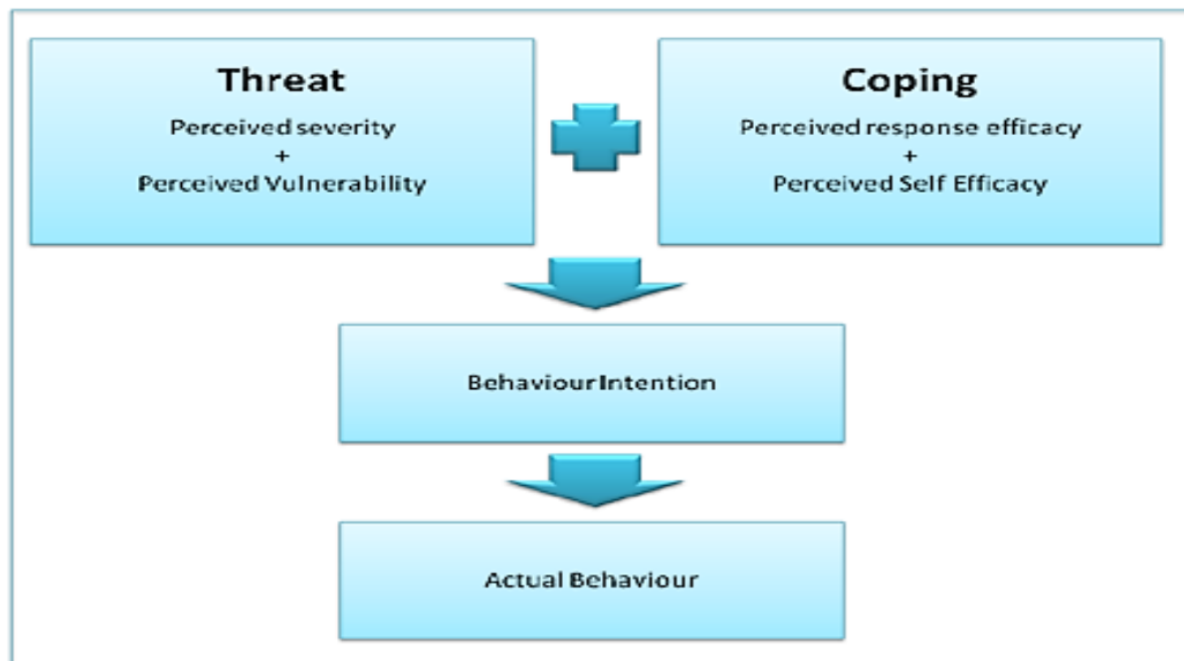 Threat
Perceived severity
+
Perceived Vulnerability
Coping
Perceived response efficacy
+
Perceived Self Efficacy
Behaviour Intention
Actual Behaviour